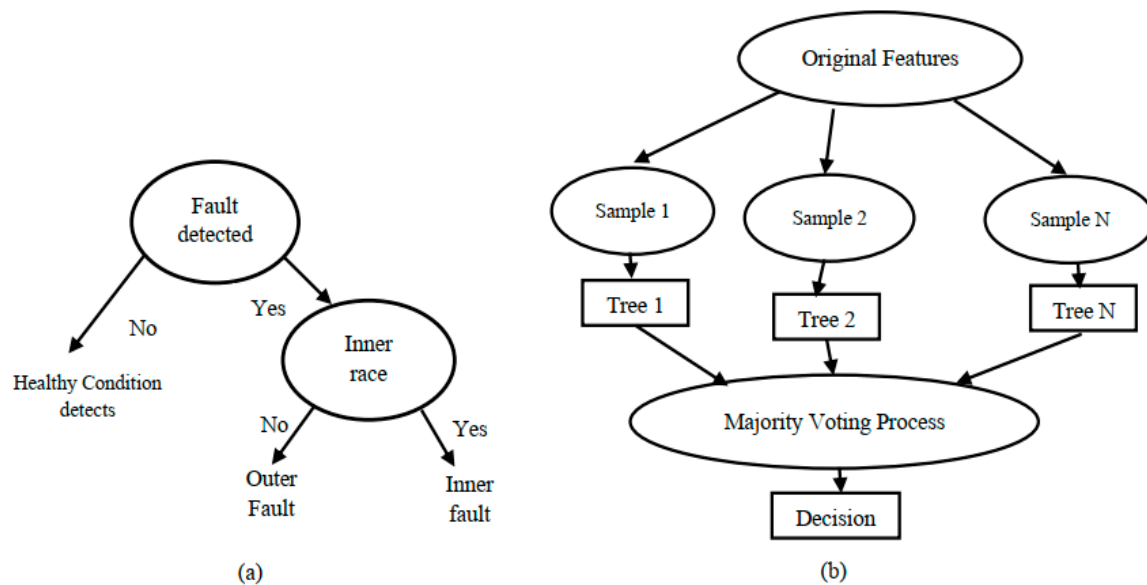 Fault
detected
No
Yes
Healthy Condition
detects
Inner
race
No
Yes
Outer
Fault
Inner
fault
(a)
Original Features
Sample 1
Sample 2
Sample N
Tree 1
Tree 2
Tree N
Majority Voting Process
Decision
(b)